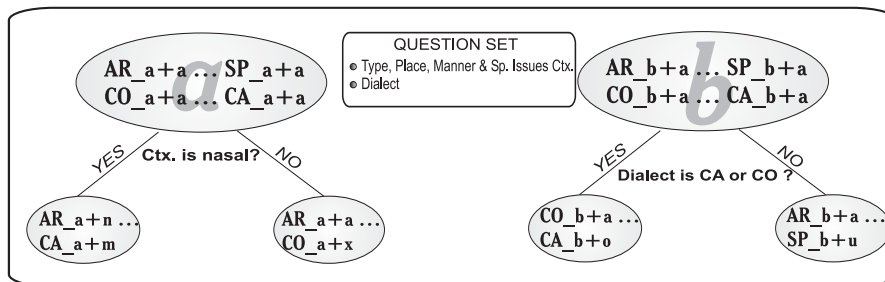 AR_a+a ... SP_a+a
CO_a+a ... CA_a+a
a
YES
Ctx. is nasal?
NO
AR_a+n ...
CA_a+m
AR_a+a ...
CO_a+x
QUESTION SET
Type, Place, Manner & Sp. Issues Ctx.
Dialect
AR_b+a ... SP_b+a
CO_b+a ... CA_b+a
b
YES
Dialect is CA or CO ?
NO
CO_b+a ...
CA_b+o
AR_b+a ...
SP_b+u